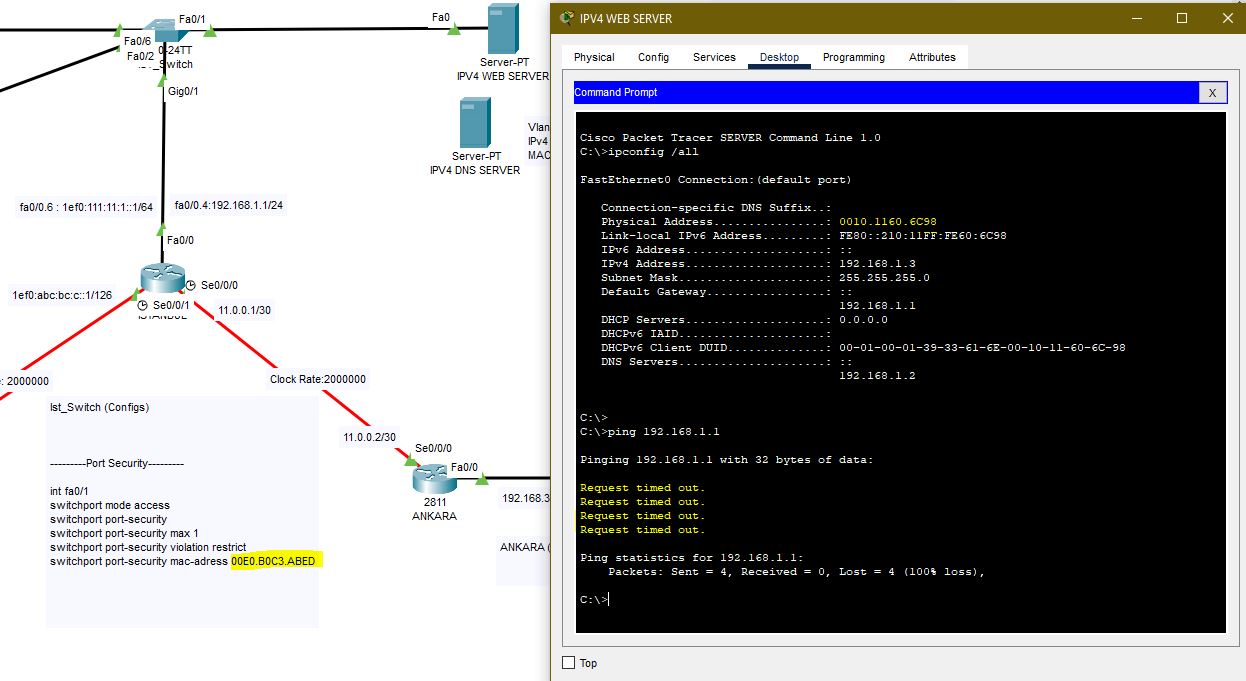 Fa0/1
Fa0
Fa0/6
Fa0/2
0-24TT
Ist_Switch
Gig0/1
Server-PT
IPV4 WEB SERVER
Server-PT
IPV4 DNS SERVER
Vlan
IPv4
MAC
fa0/0.6 : 1ef0:111:11:1::1/64
fa0/0.4:192.168.1.1/24
Fa0/0
Se0/0/0
1ef0:abc:bc:c::1/126
Se0/0/1
ISTANBUL
11.0.0.1/30
: 2000000
Clock Rate:2000000
Ist_Switch (Configs)
---------Port Security---------
int fa0/1
switchport mode access
switchport port-security
switchport port-security max 1
switchport port-security violation restrict
switchport port-security mac-adress 00E0.B0C3.ABED
11.0.0.2/30
Se0/0/0
Fa0/0
2811
ANKARA
192.168.3
ANKARA (
IPV4 WEB SERVER
Physical Config Services Desktop Programming Attributes
Command Prompt
X
Cisco Packet Tracer SERVER Command Line 1.0
C:\>ipconfig /all
FastEthernet0 Connection:(default port)
Connection-specific DNS Suffix..:
Physical Address................: 0010.1160.6C98
Link-local IPv6 Address.........: FE80::210:11FF:FE60:6C98
IPv6 Address....................: ::
IPv4 Address....................: 192.168.1.3
Subnet Mask.....................: 255.255.255.0
Default Gateway.................: ::
192.168.1.1
DHCP Servers....................: 0.0.0.0
DHCPv6 IAID.....................:
DHCPv6 Client DUID..............: 00-01-00-01-39-33-61-6E-00-10-11-60-6C-98
DNS Servers.....................: ::
192.168.1.2
C:\>
C:\>ping 192.168.1.1
Pinging 192.168.1.1 with 32 bytes of data:
Request timed out.
Request timed out.
Request timed out.
Request timed out.
Ping statistics for 192.168.1.1:
Packets: Sent = 4, Received = 0, Lost = 4 (100% loss),
C:\>
Top